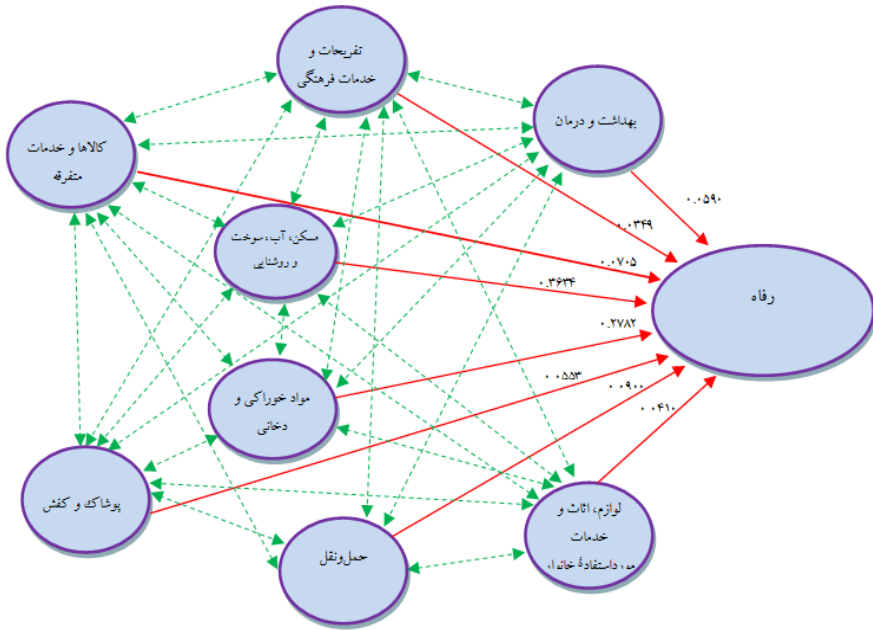 تفریحات و
خدمات فرهنگی
بهداشت و درمان
کالاها و خدمات
متفرقه
۰.۰۵۹۰
۰.۰۳۴۹
مسکن، آب، سوخت
و روشنایی
۰.۰۷۰۵
۰.۳۶۳۴
رفاه
۰.۲۷۸۲
۰.۰۵۵۳
۰.۰۹۰۰
مواد خوراکی و
دخانی
۰.۰۴۱۰
پوشاک و کفش
لوازم، اثاث و
خدمات
مورداستفادهٔ خانوار
حمل‌ونقل